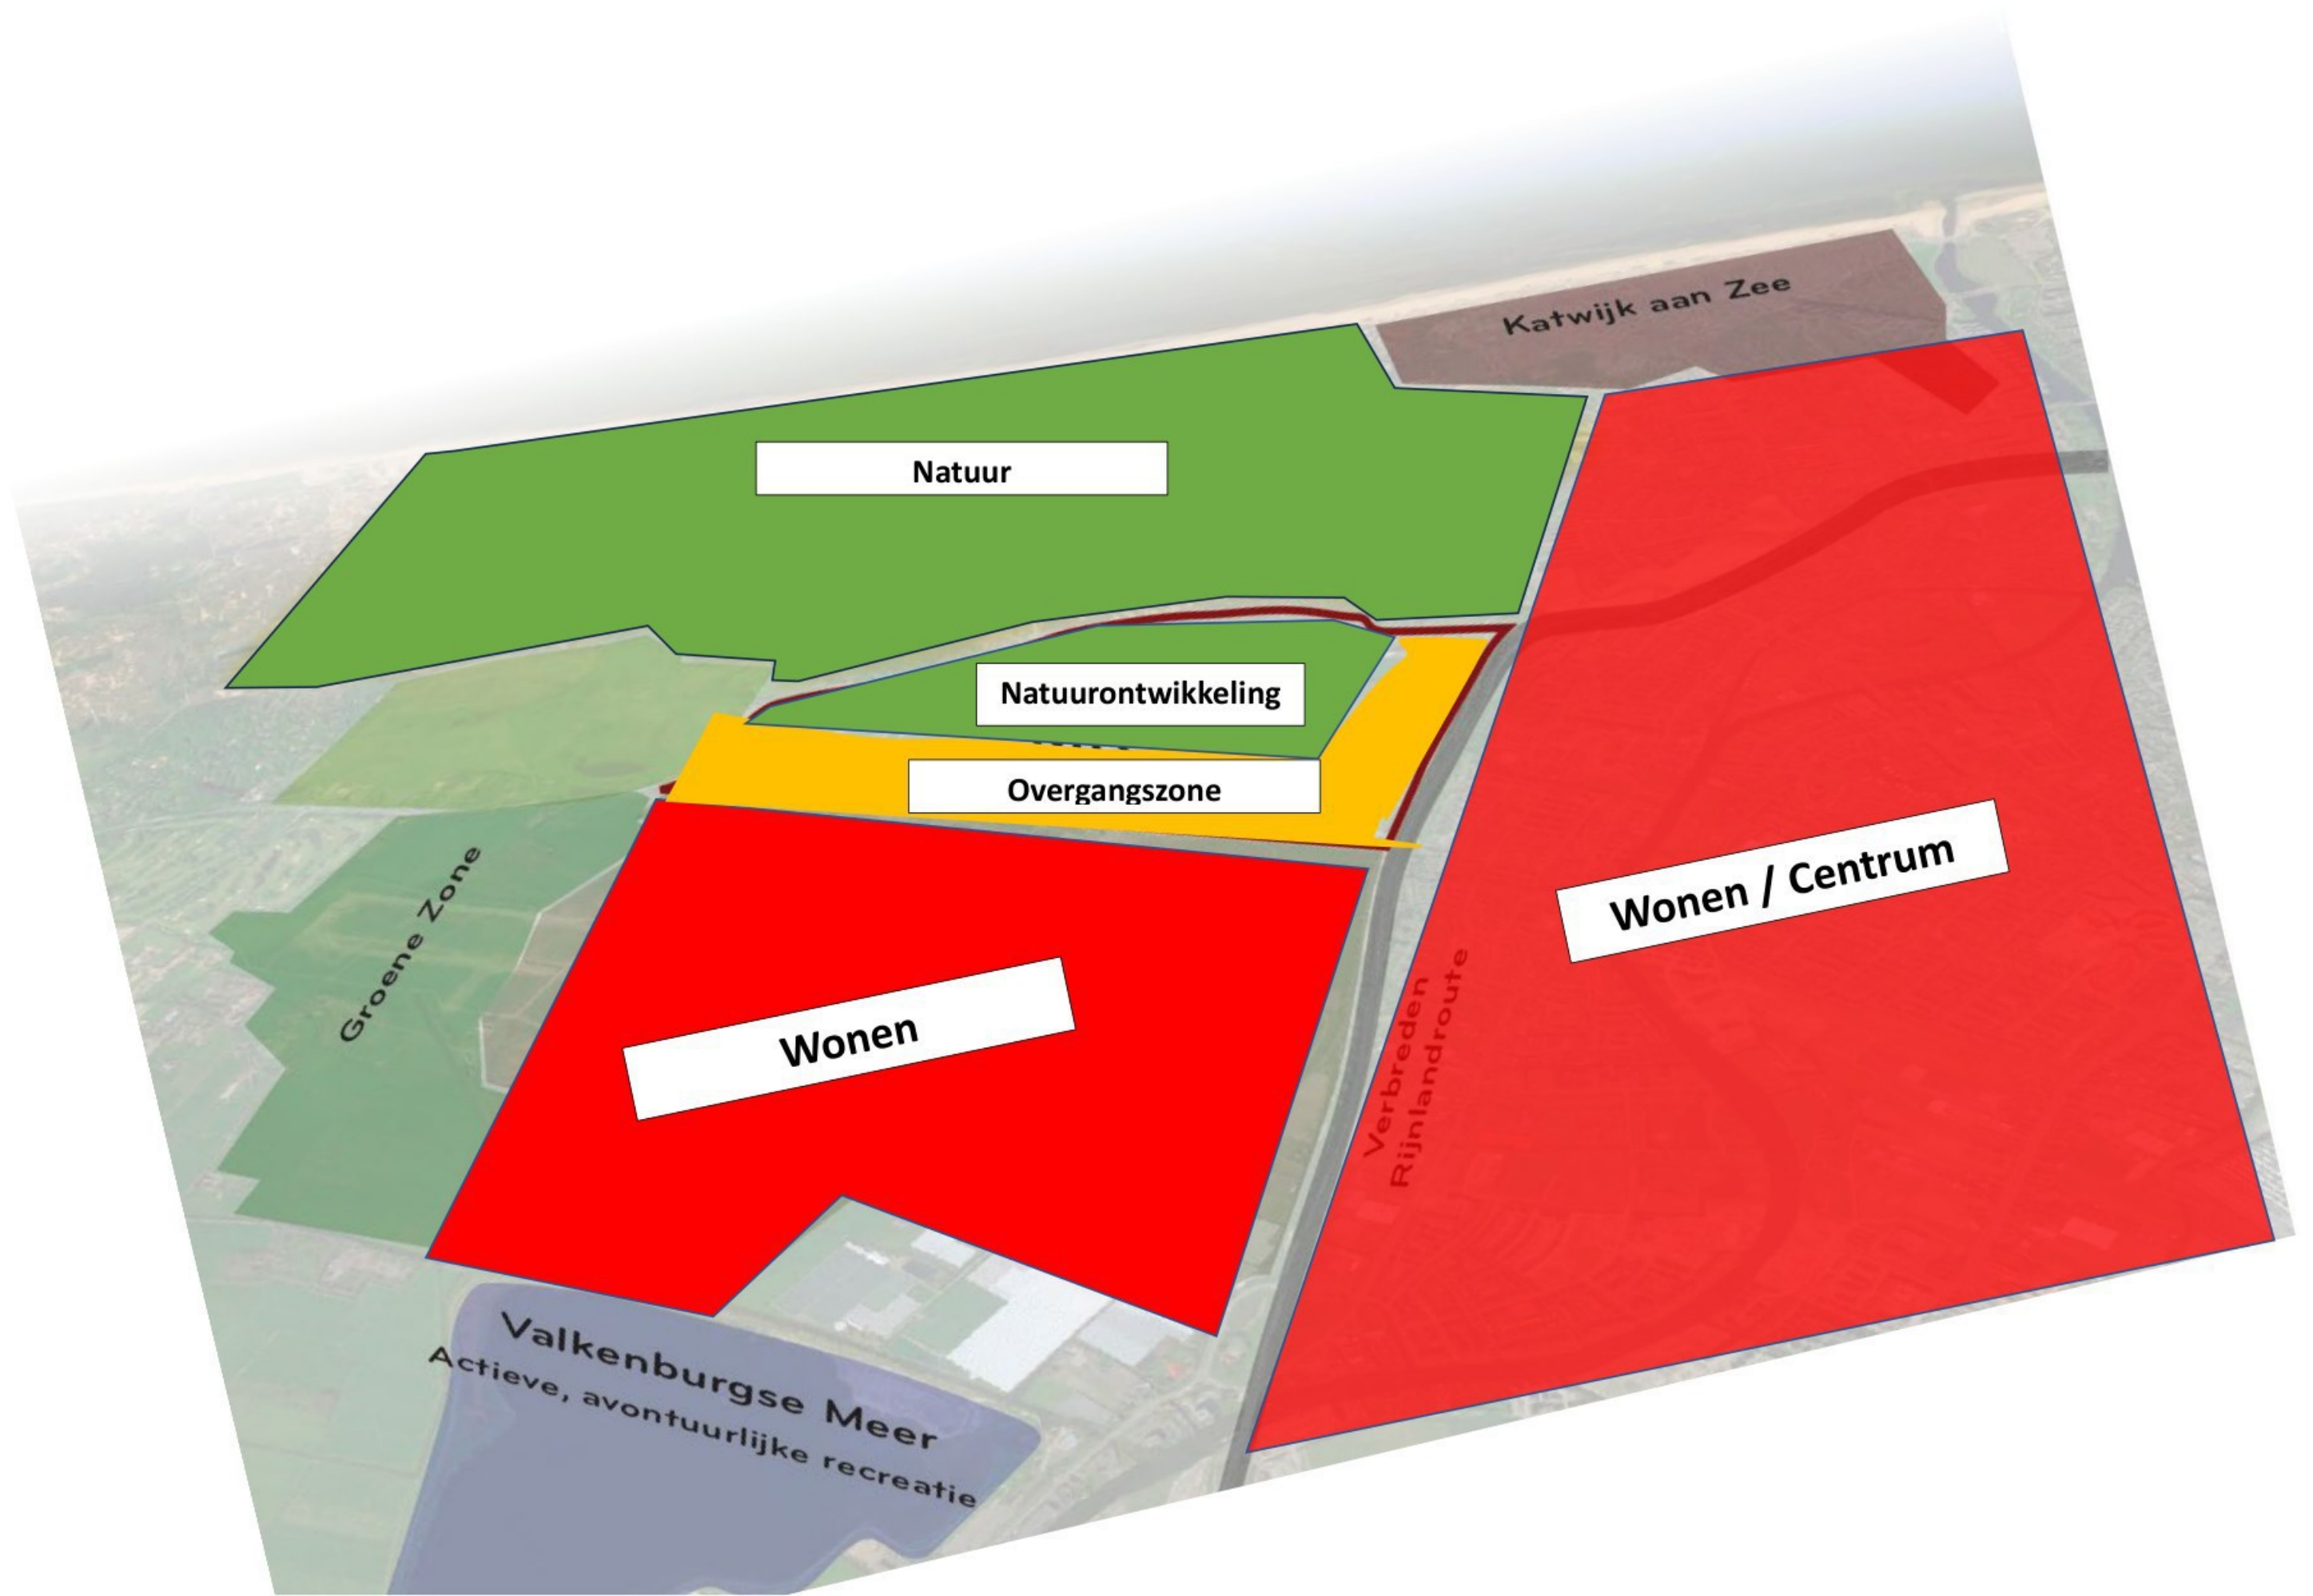 Katwijk aan Zee
Natuur
Natuurontwikkeling
Overgangszone
Wonen / Centrum
Groene Zone
Wonen
Verbreden
Rijnlandroute
Valkenburgse Meer
Actieve, avontuurlijke recreatie